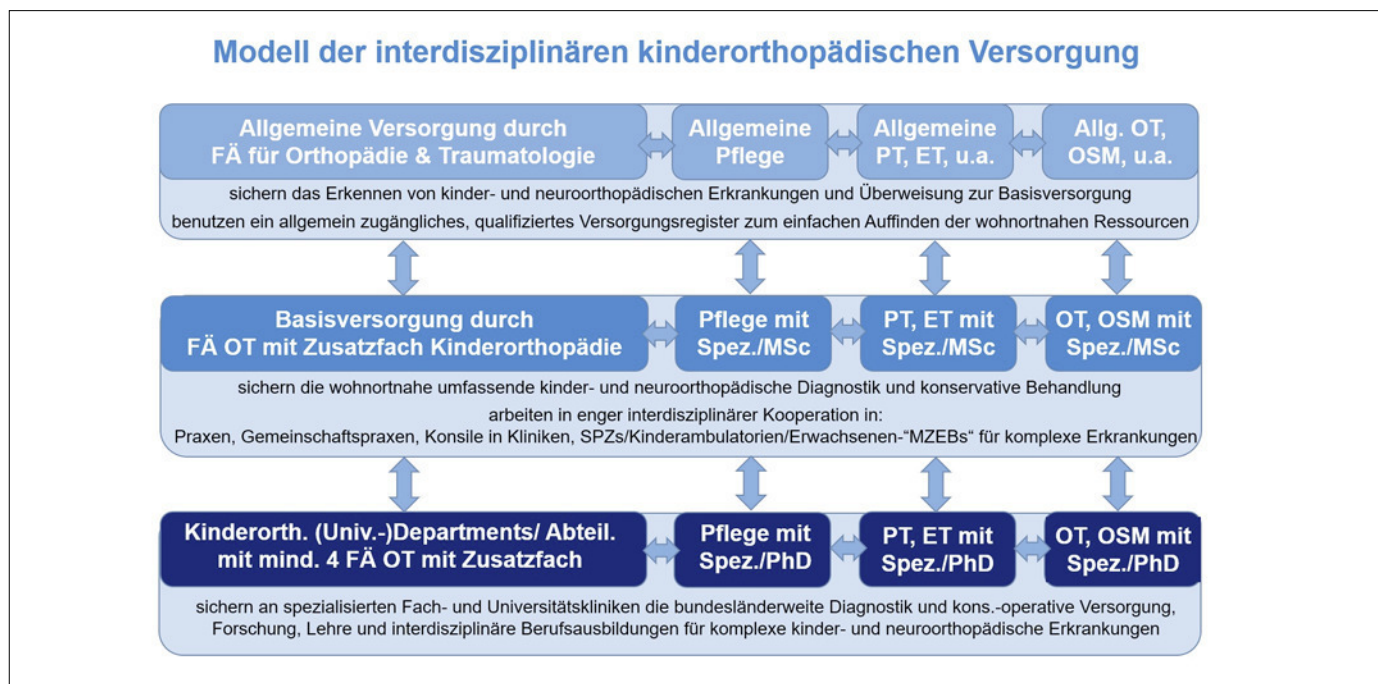 Modell der interdisziplinären kinderorthopädischen Versorgung
Allgemeine Versorgung durch
FÄ für Orthopädie & Traumatologie
Allgemeine
Pflege
Allgemeine
PT, ET, u.a.
Allg. OT,
OSM, u.a.
sichern das Erkennen von kinder- und neuroorthopädischen Erkrankungen und Überweisung zur Basisversorgung
benutzen ein allgemein zugängliches, qualifiziertes Versorgungsregister zum einfachen Auffinden der wohnortnahen Ressourcen
Basisversorgung durch
FÄ OT mit Zusatzfach Kinderorthopädie
Pflege mit
Spez./MSc
PT, ET mit
Spez./MSc
OT, OSM mit
Spez./MSc
sichern die wohnortnahe umfassende kinder- und neuroorthopädische Diagnostik und konservative Behandlung
arbeiten in enger interdisziplinärer Kooperation in:
Praxen, Gemeinschaftspraxen, Konsile in Kliniken, SPZs/Kinderambulatorien/Erwachsenen-“MZEBs“ für komplexe Erkrankungen
Kinderorth. (Univ.-)Departments/ Abteil.
mit mind. 4 FÄ OT mit Zusatzfach
Pflege mit
Spez./PhD
PT, ET mit
Spez./PhD
OT, OSM mit
Spez./PhD
sichern an spezialisierten Fach- und Universitätskliniken die bundesländerweite Diagnostik und kons.-operative Versorgung,
Forschung, Lehre und interdisziplinäre Berufsausbildungen für komplexe kinder- und neuroorthopädische Erkrankungen